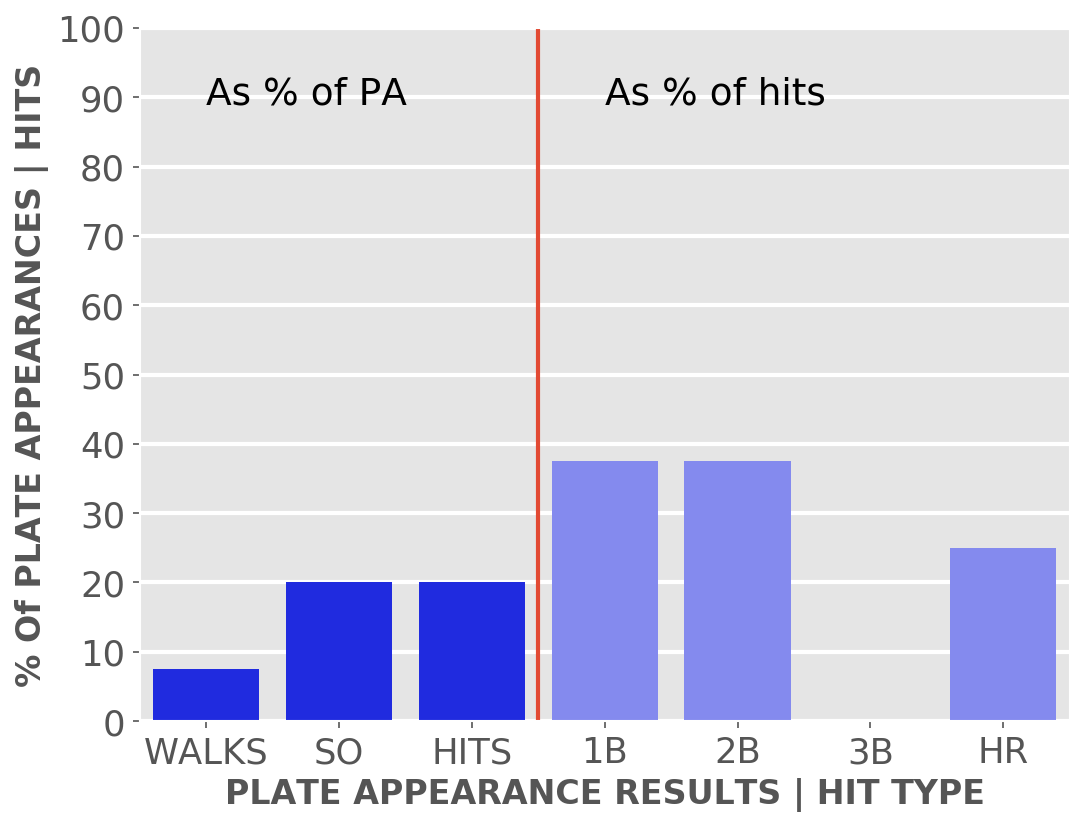 % Of PLATE APPEARANCES | HITS
100
90
80
70
60
50
40
30
20
10
0
As % of PA
As % of hits
WALKS SO HITS 1B 2B 3B HR
PLATE APPEARANCE RESULTS | HIT TYPE